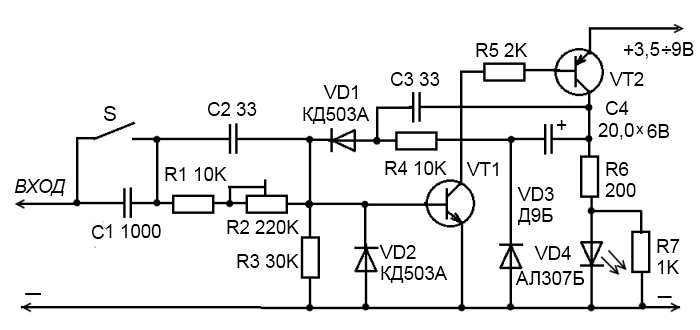 +3,5÷9В
R5 2K
VT2
C3 33
VD1
КД503А
C4
20,0×6В
S
C2 33
R4 10K
VT1
R6
200
ВХОД
R1 10K
C1 1000
R2 220K
VD3
Д9Б
R3 30K
VD2
КД503А
VD4
АЛ307Б
R7
1K